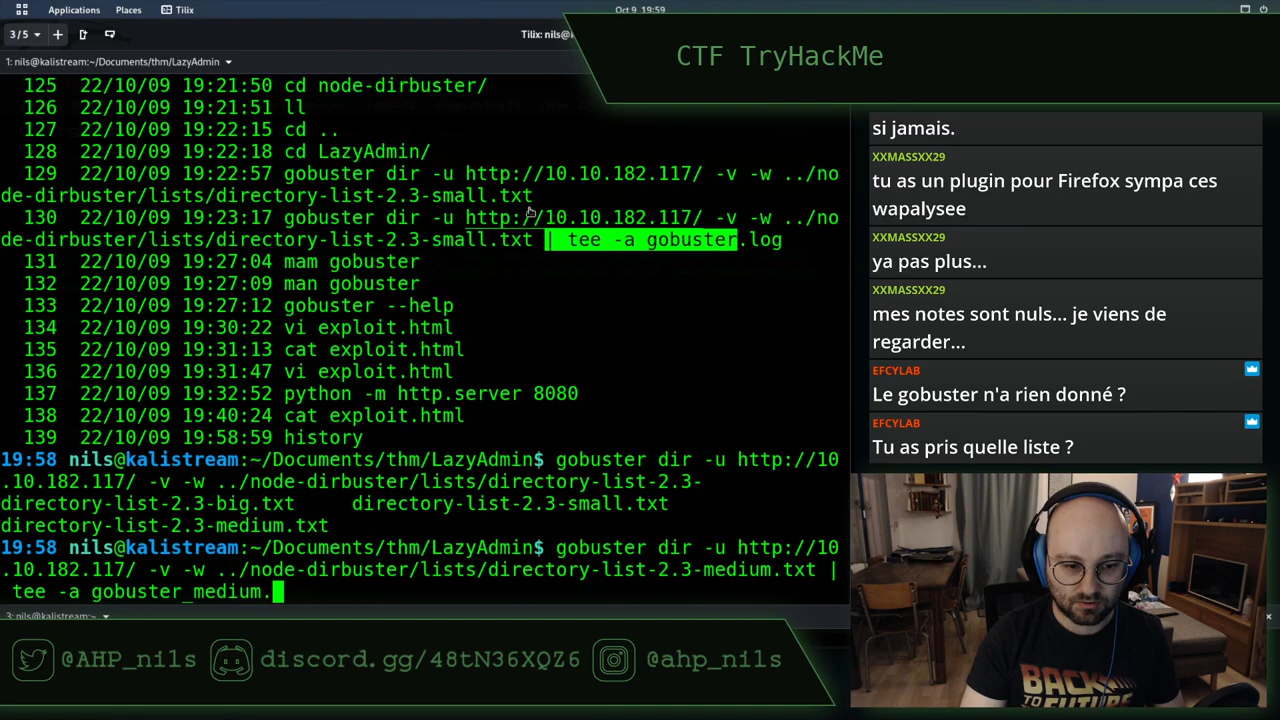 Applications Places Tilix
Oct 9 19:59
3/5
Tilix: nils@
CTF TryHackMe
1: nils@kalistream:~/Documents/thm/LazyAdmin
125 22/10/09 19:21:50 cd node-dirbuster/
126 22/10/09 19:21:51 ll
127 22/10/09 19:22:15 cd ..
128 22/10/09 19:22:18 cd LazyAdmin/
129 22/10/09 19:22:57 gobuster dir -u http://10.10.182.117/ -v -w ../no
de-dirbuster/lists/directory-list-2.3-small.txt
130 22/10/09 19:23:17 gobuster dir -u http://10.10.182.117/ -v -w ../no
de-dirbuster/lists/directory-list-2.3-small.txt | tee -a gobuster.log
131 22/10/09 19:27:04 mam gobuster
132 22/10/09 19:27:09 man gobuster
133 22/10/09 19:27:12 gobuster --help
134 22/10/09 19:30:22 vi exploit.html
135 22/10/09 19:31:13 cat exploit.html
136 22/10/09 19:31:47 vi exploit.html
137 22/10/09 19:32:52 python -m http.server 8080
138 22/10/09 19:40:24 cat exploit.html
139 22/10/09 19:58:59 history
19:58 nils@kalistream:~/Documents/thm/LazyAdmin$ gobuster dir -u http://10
.10.182.117/ -v -w ../node-dirbuster/lists/directory-list-2.3-
directory-list-2.3-big.txt directory-list-2.3-small.txt
directory-list-2.3-medium.txt
19:58 nils@kalistream:~/Documents/thm/LazyAdmin$ gobuster dir -u http://10
.10.182.117/ -v -w ../node-dirbuster/lists/directory-list-2.3-medium.txt |
tee -a gobuster_medium.
3: nils@kalistream:~
si jamais.
XXMASSXX29
tu as un plugin pour Firefox sympa ces
wapalysee
XXMASSXX29
ya pas plus...
XXMASSXX29
mes notes sont nuls... je viens de
regarder...
EFCYLAB
Le gobuster n'a rien donné ?
EFCYLAB
Tu as pris quelle liste ?
BACK
TO FUTURE
@AHP_nils discord.gg/48tN36XQZ6 @ahp_nils